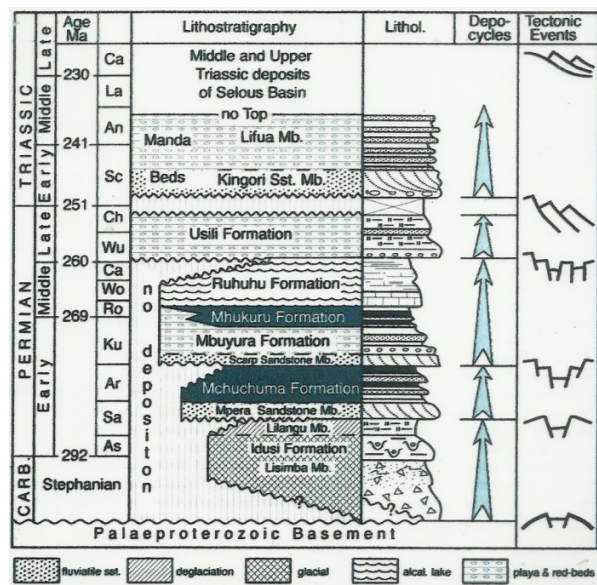 Age Ma
Lithostratigraphy
Lithol.
Depo-
cycles
Tectonic
Events
TRIASSIC
Late
Middle
Early
Ca
230
La
An
241
Sc
251
Middle and Upper
Triassic deposits
of Selous Basin
no Top
Manda
Lifua Mb.
Beds
Kingori Sst. Mb.
PERMIAN
Late
Middle
Early
Ch
Wu
260
Ca
Wo
Ro
269
Ku
Ar
Sa
As
292
Usili Formation
Ruhuhu Formation
Mhukuru Formation
Mbuyura Formation
Scarp Sandstone Mb.
Mchuchuma Formation
Mpera Sandstone Mb.
Lilangu Mb.
Idusi Formation
Lisimba Mb.
no depositon
?
?
CARB.
Stephanian
Palaeproterozoic Basement
fluviatile sst.
deglaciation
glacial
alcal. lake
playa & red-beds